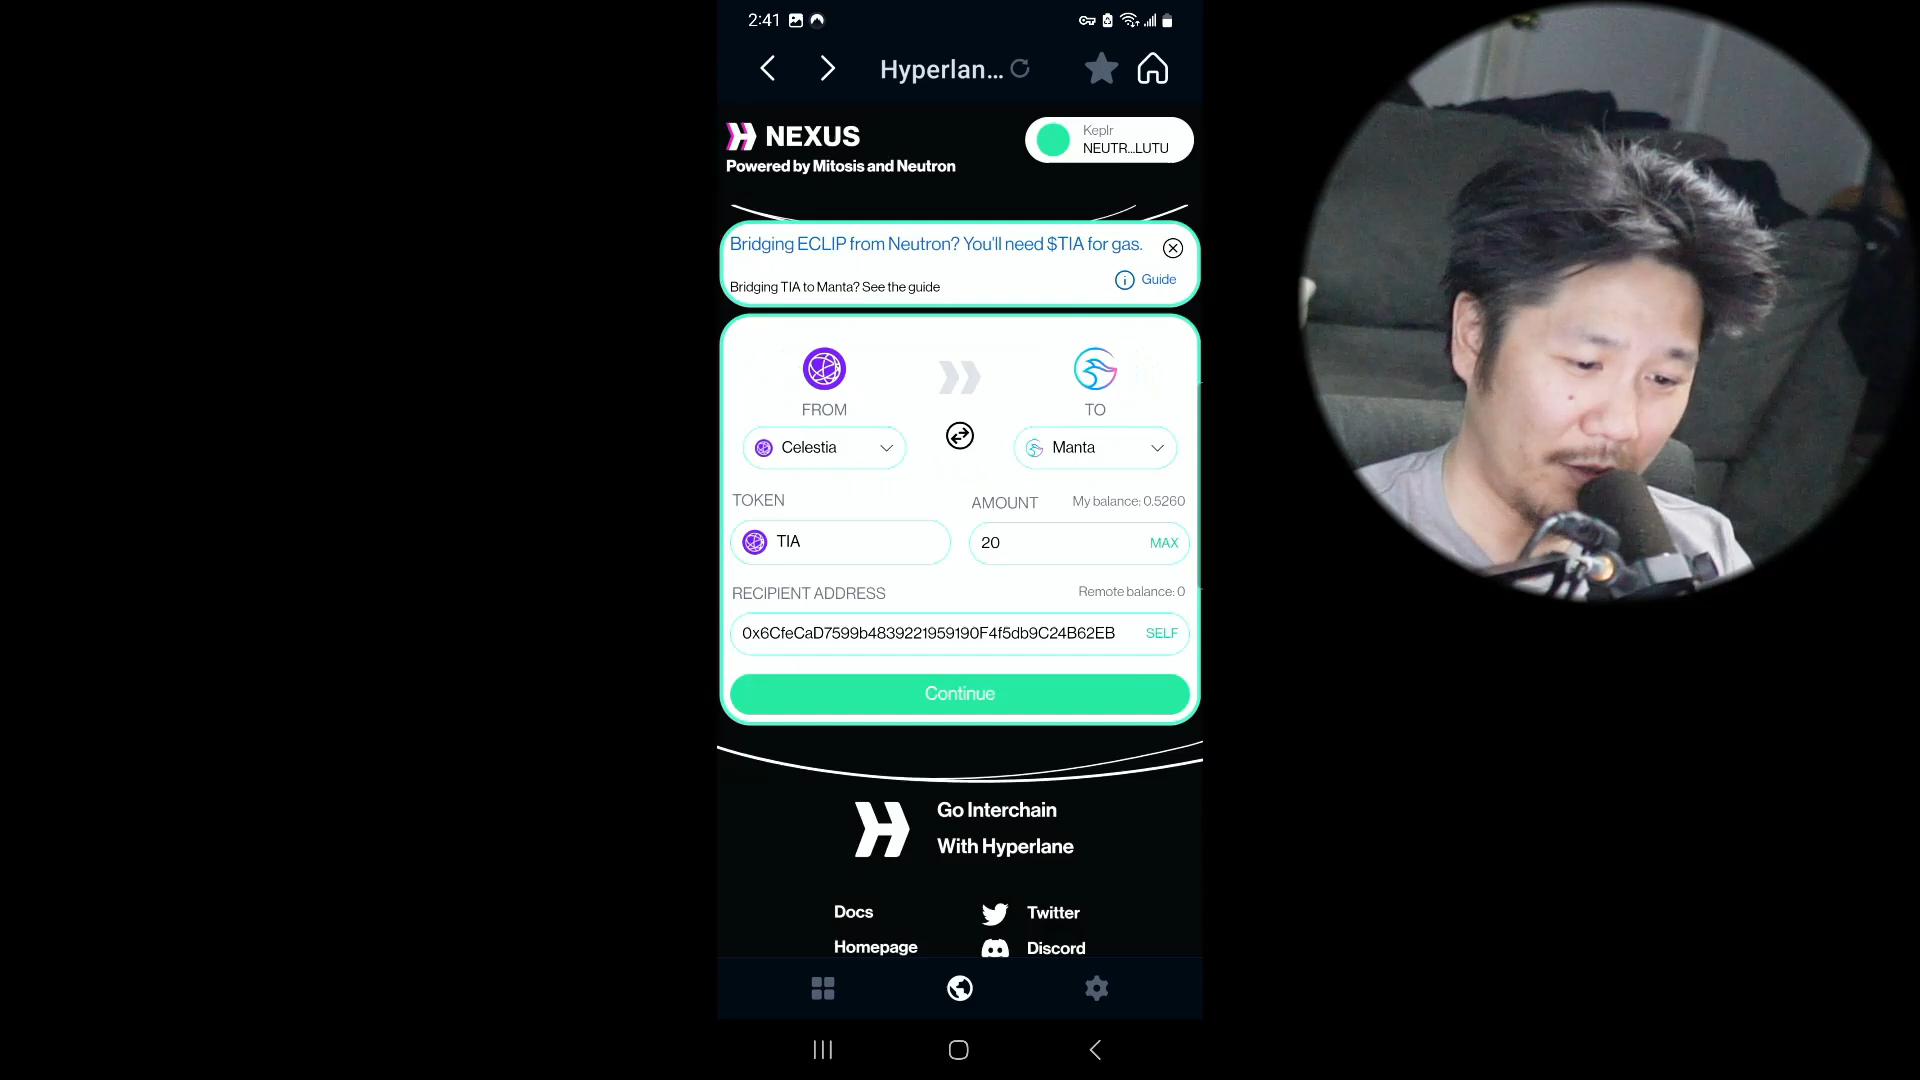 2:41
Hyperlan...
NEXUS
Powered by Mitosis and Neutron
Keplr
NEUTR...LUTU
Bridging ECLIP from Neutron? You'll need $TIA for gas.
Bridging TIA to Manta? See the guide
Guide
FROM
TO
Celestia
Manta
TOKEN
AMOUNT
My balance: 0.5260
TIA
20
MAX
RECIPIENT ADDRESS
Remote balance: 0
0x6CfeCaD7599b4839221959190F4f5db9C24B62EB
SELF
Continue
Go Interchain
With Hyperlane
Docs
Twitter
Homepage
Discord